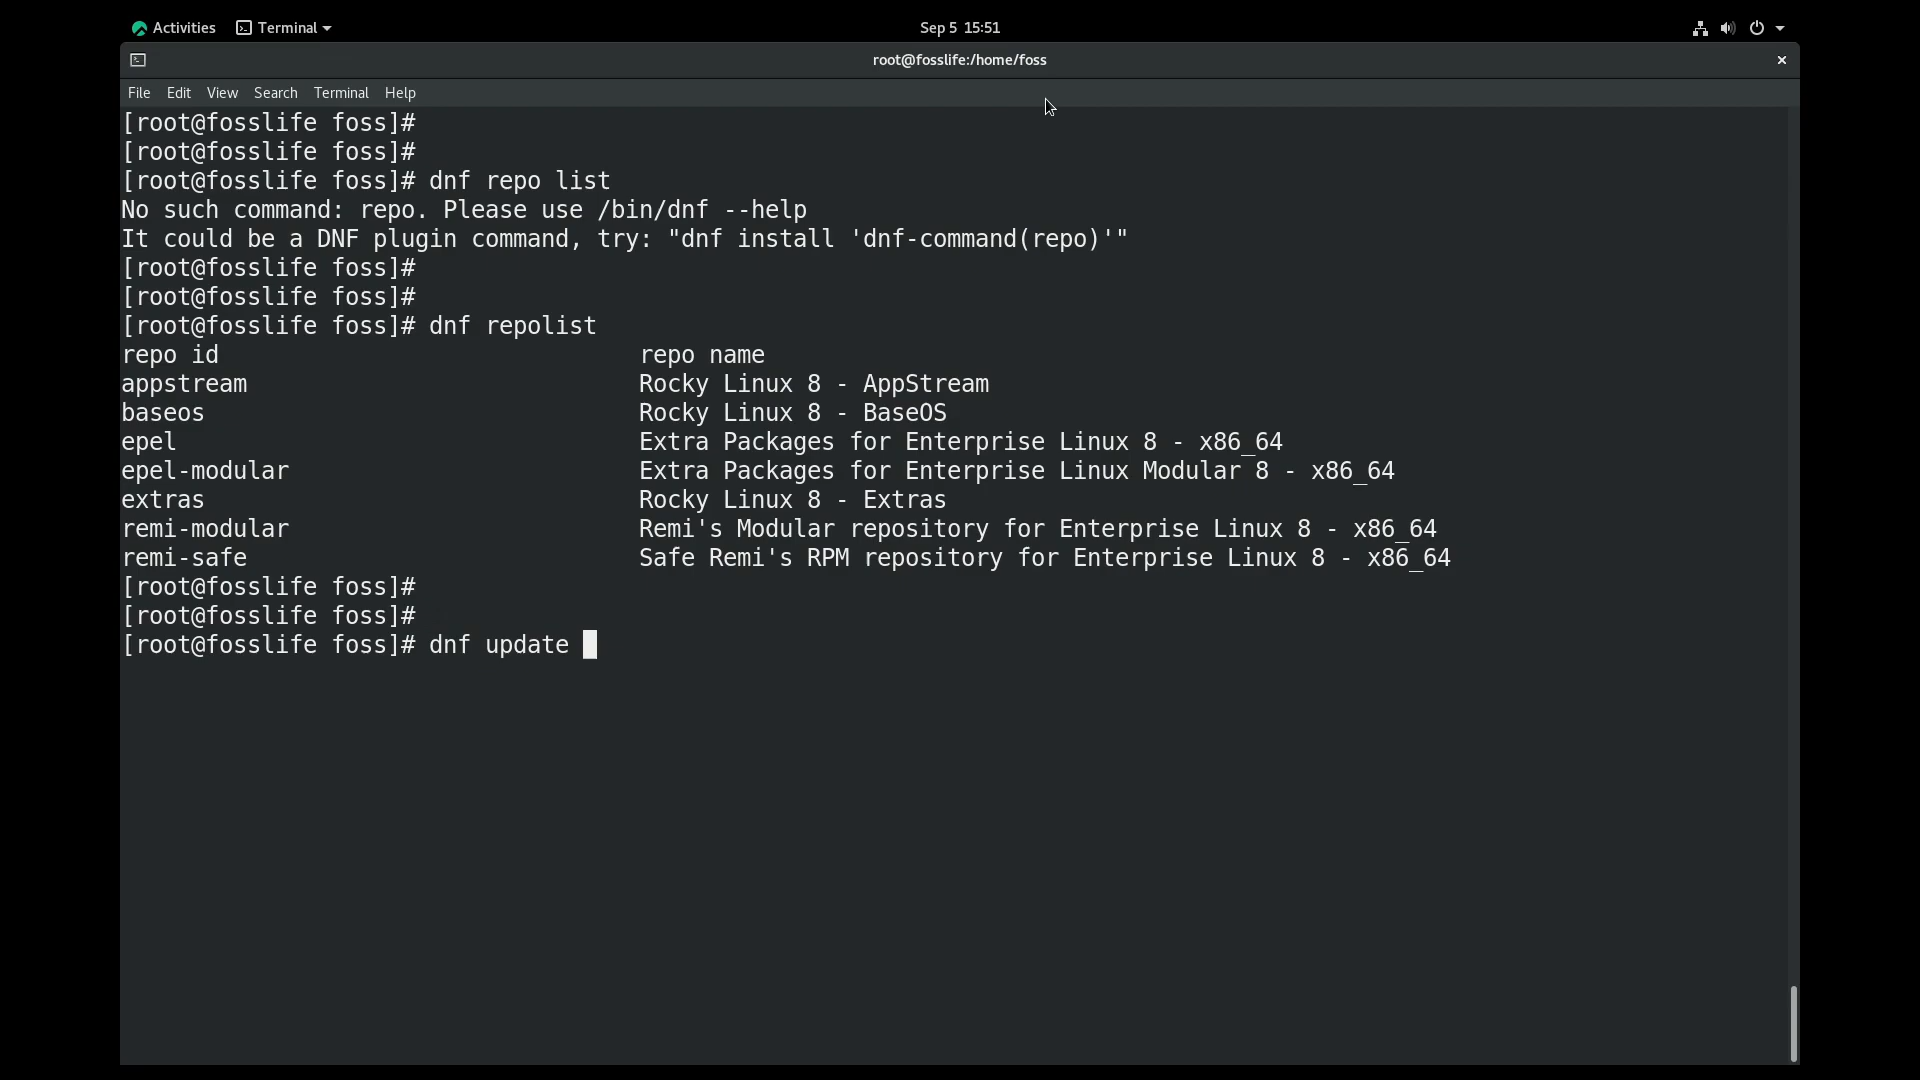 Activities Terminal Sep 5 15:51
root@fosslife:/home/foss
File Edit View Search Terminal Help
[root@fosslife foss]#
[root@fosslife foss]#
[root@fosslife foss]# dnf repo list
No such command: repo. Please use /bin/dnf --help
It could be a DNF plugin command, try: "dnf install 'dnf-command(repo)'"
[root@fosslife foss]#
[root@fosslife foss]#
[root@fosslife foss]# dnf repolist
repo id repo name
appstream Rocky Linux 8 - AppStream
baseos Rocky Linux 8 - BaseOS
epel Extra Packages for Enterprise Linux 8 - x86_64
epel-modular Extra Packages for Enterprise Linux Modular 8 - x86_64
extras Rocky Linux 8 - Extras
remi-modular Remi's Modular repository for Enterprise Linux 8 - x86_64
remi-safe Safe Remi's RPM repository for Enterprise Linux 8 - x86_64
[root@fosslife foss]#
[root@fosslife foss]#
[root@fosslife foss]# dnf update